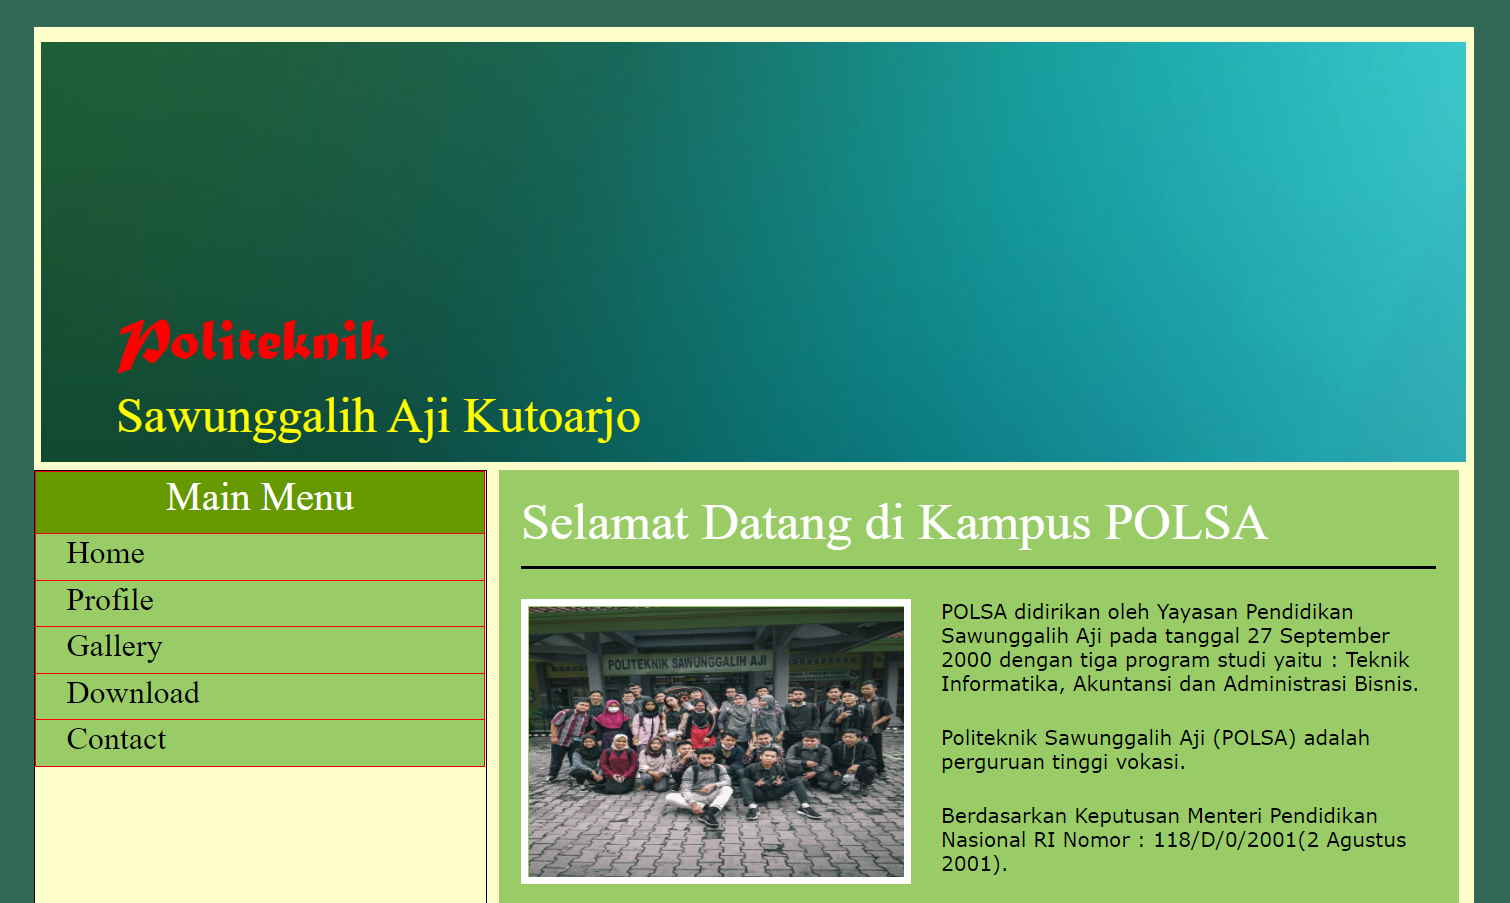 Politeknik
Sawunggalih Aji Kutoarjo
Main Menu
Home
Profile
Gallery
Download
Contact
Selamat Datang di Kampus POLSA
POLITEKNIK SAWUNGGALIH AJI
POLSA didirikan oleh Yayasan Pendidikan
Sawunggalih Aji pada tanggal 27 September
2000 dengan tiga program studi yaitu : Teknik
Informatika, Akuntansi dan Administrasi Bisnis.
Politeknik Sawunggalih Aji (POLSA) adalah
perguruan tinggi vokasi.
Berdasarkan Keputusan Menteri Pendidikan
Nasional RI Nomor : 118/D/0/2001(2 Agustus
2001).